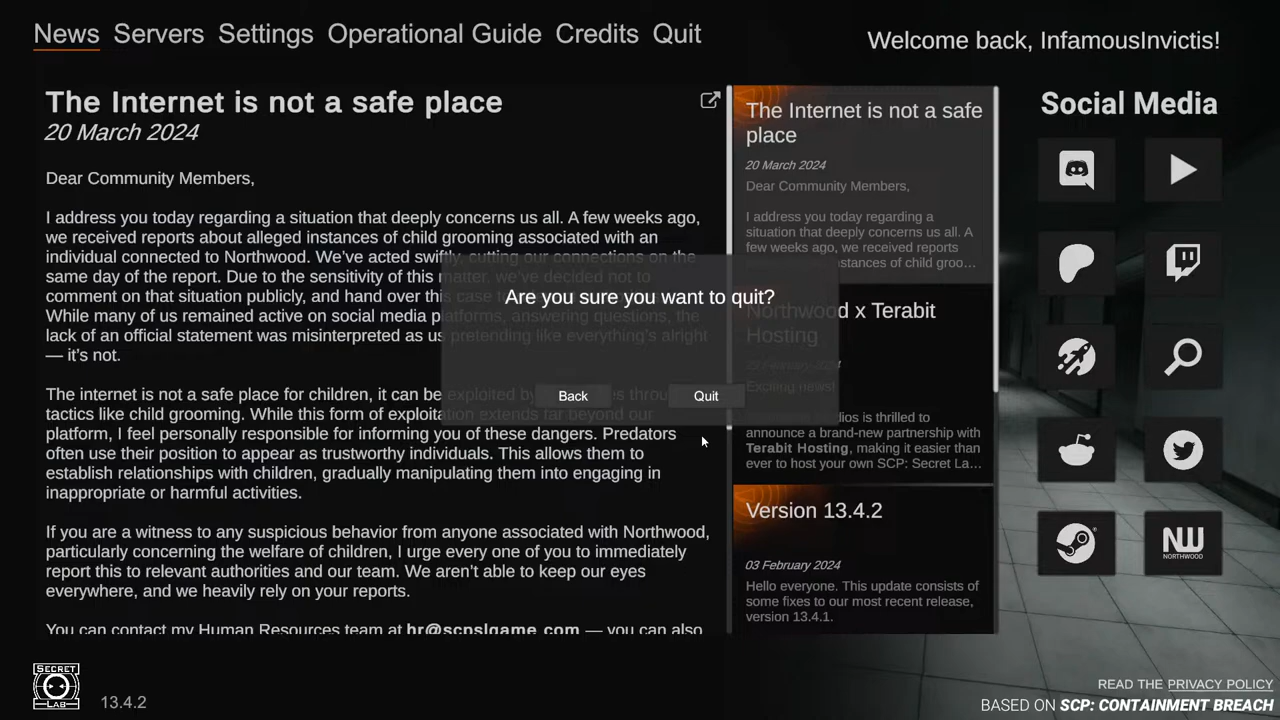 News Servers Settings Operational Guide Credits Quit
Welcome back, InfamousInvictis!
The Internet is not a safe place
20 March 2024
Dear Community Members,
I address you today regarding a situation that deeply concerns us all. A few weeks ago,
we received reports about alleged instances of child grooming associated with an
individual connected to Northwood. We've acted swiftly, cutting our connections on the
same day of the report. Due to the sensitivity of this matter, we've decided not to
comment on that situation publicly, and hand over this case to
While many of us remained active on social media platforms, answering questions, the
lack of an official statement was misinterpreted as us pretending like everything's alright
— it's not.
The internet is not a safe place for children, it can be exploited by
tactics like child grooming. While this form of exploitation extends far beyond our
platform, I feel personally responsible for informing you of these dangers. Predators
often use their position to appear as trustworthy individuals. This allows them to
establish relationships with children, gradually manipulating them into engaging in
inappropriate or harmful activities.
If you are a witness to any suspicious behavior from anyone associated with Northwood,
particularly concerning the welfare of children, I urge every one of you to immediately
report this to relevant authorities and our team. We aren't able to keep our eyes
everywhere, and we heavily rely on your reports.
You can contact my Human Resources team at hr@scpslgame.com — you can also
Are you sure you want to quit?
Back
Quit
The Internet is not a safe
place
20 March 2024
Dear Community Members,
I address you today regarding a
situation that deeply concerns us all. A
few weeks ago, we received reports
instances of child groo...
Northwood x Terabit
Hosting
February
Exciting news!
is thrilled to
announce a brand-new partnership with
Terabit Hosting, making it easier than
ever to host your own SCP: Secret La...
Version 13.4.2
03 February 2024
Hello everyone. This update consists of
some fixes to our most recent release,
version 13.4.1.
Social Media
NW
NORTHWOOD
SECRET
LAB
13.4.2
READ THE PRIVACY POLICY
BASED ON SCP: CONTAINMENT BREACH